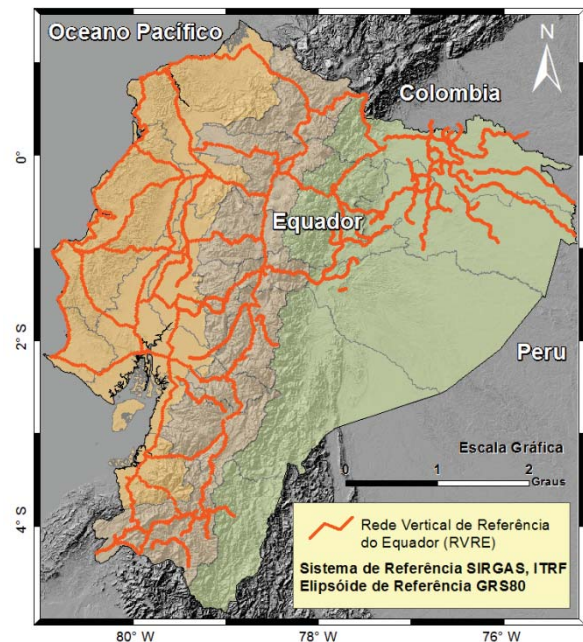 Oceano Pacífico
N
Colombia
0°
Equador
2° S
Peru
Escala Gráfica
0 1 2
Graus
4° S
Rede Vertical de Referência
do Equador (RVRE)
Sistema de Referência SIRGAS, ITRF
Elipsóide de Referência GRS80
80° W 78° W 76° W